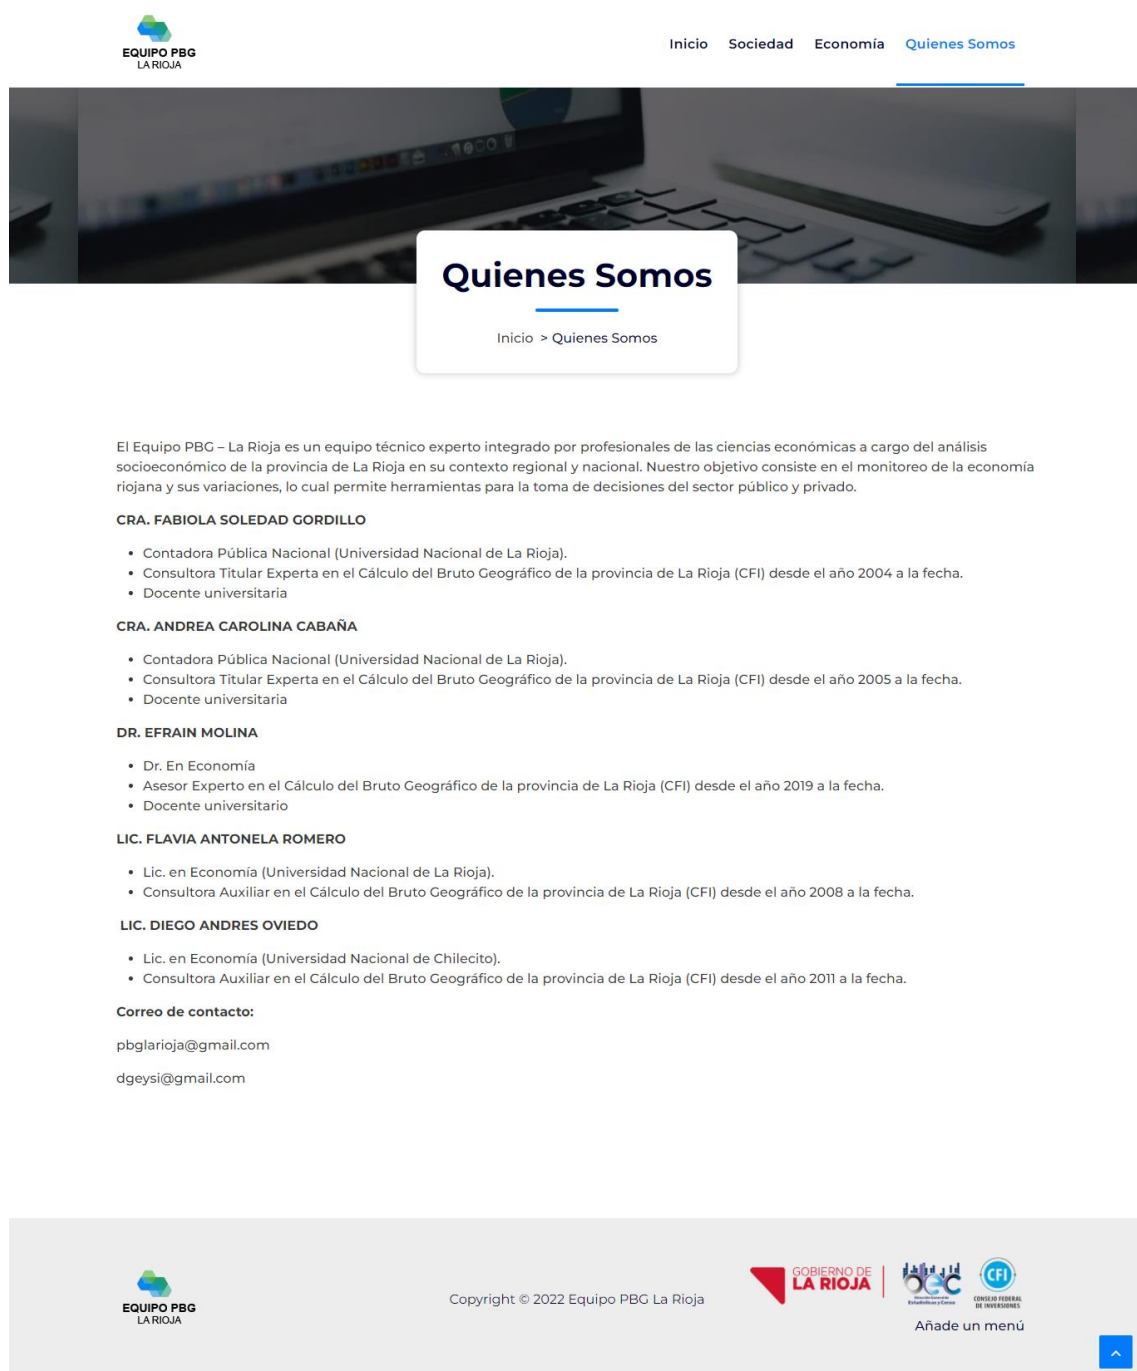 EQUIPO PBG
LA RIOJA
Inicio Sociedad Economía Quienes Somos
Quienes Somos
Inicio > Quienes Somos
El Equipo PBG – La Rioja es un equipo técnico experto integrado por profesionales de las ciencias económicas a cargo del análisis
socioeconómico de la provincia de La Rioja en su contexto regional y nacional. Nuestro objetivo consiste en el monitoreo de la economía
riojana y sus variaciones, lo cual permite herramientas para la toma de decisiones del sector público y privado.
CRA. FABIOLA SOLEDAD GORDILLO
• Contadora Pública Nacional (Universidad Nacional de La Rioja).
• Consultora Titular Experta en el Cálculo del Bruto Geográfico de la provincia de La Rioja (CFI) desde el año 2004 a la fecha.
• Docente universitaria
CRA. ANDREA CAROLINA CABAÑA
• Contadora Pública Nacional (Universidad Nacional de La Rioja).
• Consultora Titular Experta en el Cálculo del Bruto Geográfico de la provincia de La Rioja (CFI) desde el año 2005 a la fecha.
• Docente universitaria
DR. EFRAIN MOLINA
• Dr. En Economía
• Asesor Experto en el Cálculo del Bruto Geográfico de la provincia de La Rioja (CFI) desde el año 2019 a la fecha.
• Docente universitario
LIC. FLAVIA ANTONELA ROMERO
• Lic. en Economía (Universidad Nacional de La Rioja).
• Consultora Auxiliar en el Cálculo del Bruto Geográfico de la provincia de La Rioja (CFI) desde el año 2008 a la fecha.
LIC. DIEGO ANDRES OVIEDO
• Lic. en Economía (Universidad Nacional de Chilecito).
• Consultora Auxiliar en el Cálculo del Bruto Geográfico de la provincia de La Rioja (CFI) desde el año 2011 a la fecha.
Correo de contacto:
pbglarioja@gmail.com
dgeysi@gmail.com
EQUIPO PBG
LA RIOJA
Copyright © 2022 Equipo PBG La Rioja
GOBIERNO DE
LA RIOJA
CFI
CONSEJO FEDERAL
DE INVERSIONES
Añade un menú